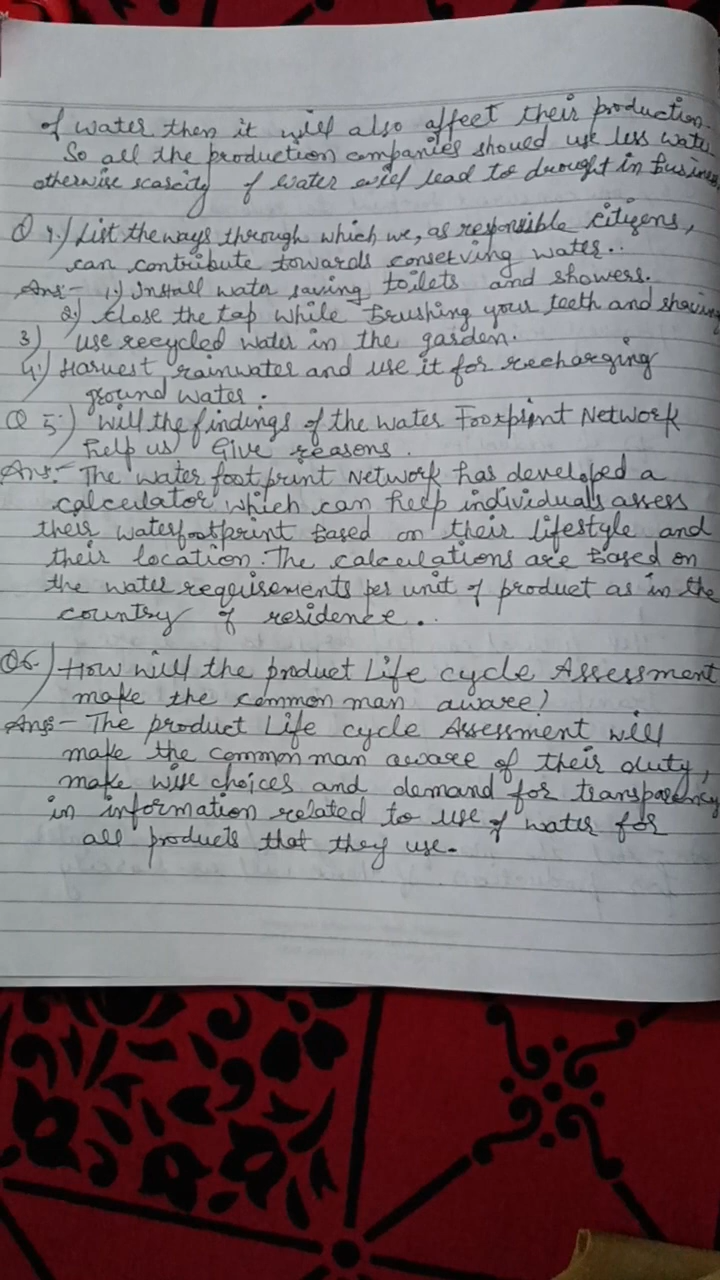 of water then it will also affect their production.
So all the production companies should use less water
otherwise scascity of water will lead to drought in Business
Q 4.) List the ways through which we, as responsible citizens,
can contribute towards conserving water..
Ans:- 1.) Install water saving toilets and showers.
2.) Close the tap while Brushing your teeth and shaving
3) use recycled water in the garden.
4.) Harvest rainwater and use it for recharging
ground water.
Q 5.) Will the findings of the water Footprint Network
help us Give reasons.
Ans:- The water footprint Network has developed a
calculator which can help individuals assess
their waterfootprint Based on their lifestyle and
their location. The calculations are Based on
the water requirements per unit of product as in the
country of residence..
Q6.) How will the product Life cycle Assessment
make the common man aware?
Ans:- The product Life cycle Assessment will
make the common man aware of their duty,
make wise choices and demand for transparency
in information related to use of water for
all products that they use.